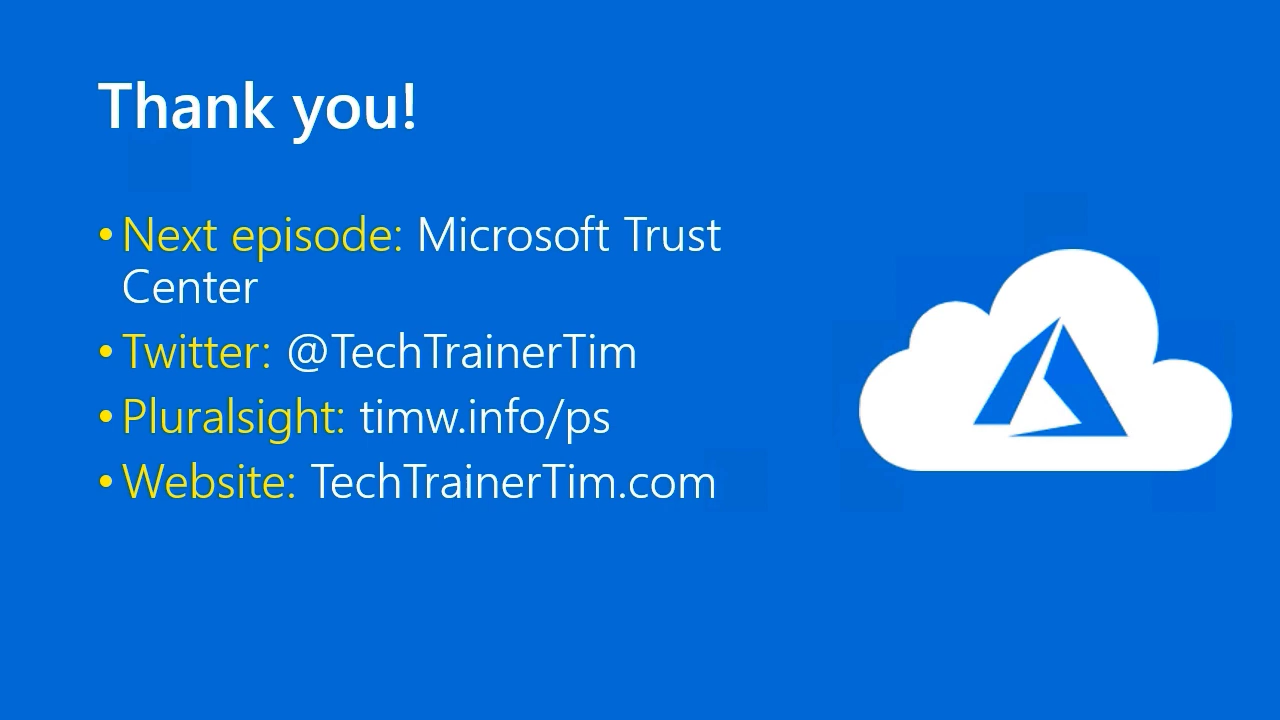 Thank you!
• Next episode: Microsoft Trust
Center
• Twitter: @TechTrainerTim
• Pluralsight: timw.info/ps
• Website: TechTrainerTim.com